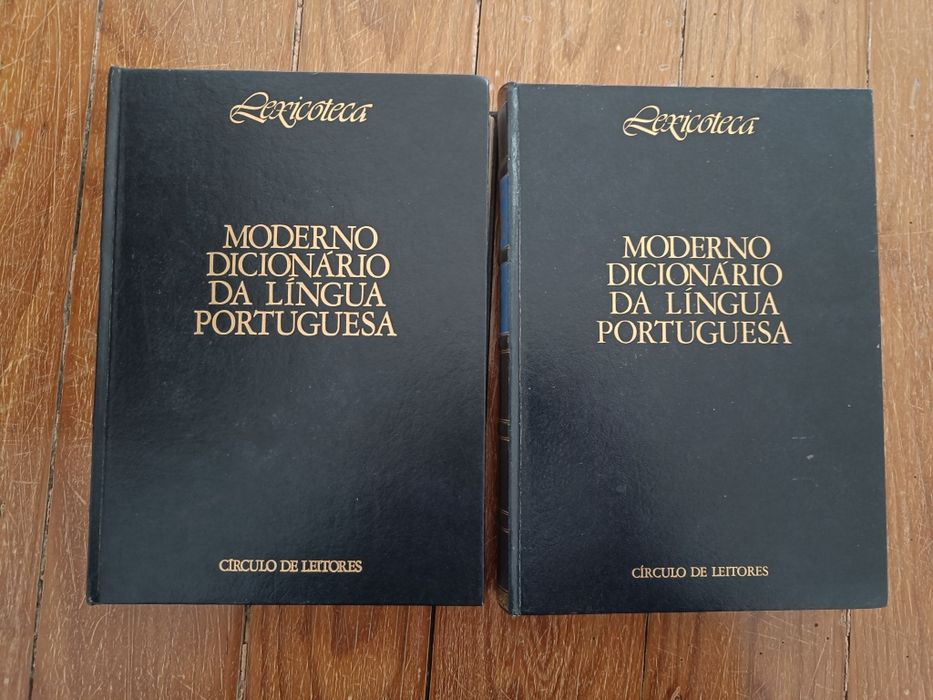 Lexicoteca
MODERNO
DICIONÁRIO
DA LÍNGUA
PORTUGUESA
CÍRCULO DE LEITORES
Lexicoteca
MODERNO
DICIONÁRIO
DA LÍNGUA
PORTUGUESA
CÍRCULO DE LEITORES